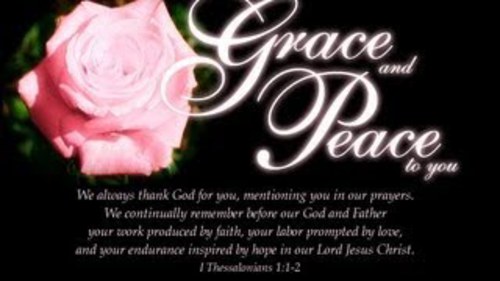 Grace
and
Peace
to you
We always thank God for you, mentioning you in our prayers.
We continually remember before our God and Father
your work produced by faith, your labor prompted by love,
and your endurance inspired by hope in our Lord Jesus Christ.
1 Thessalonians 1:1-2